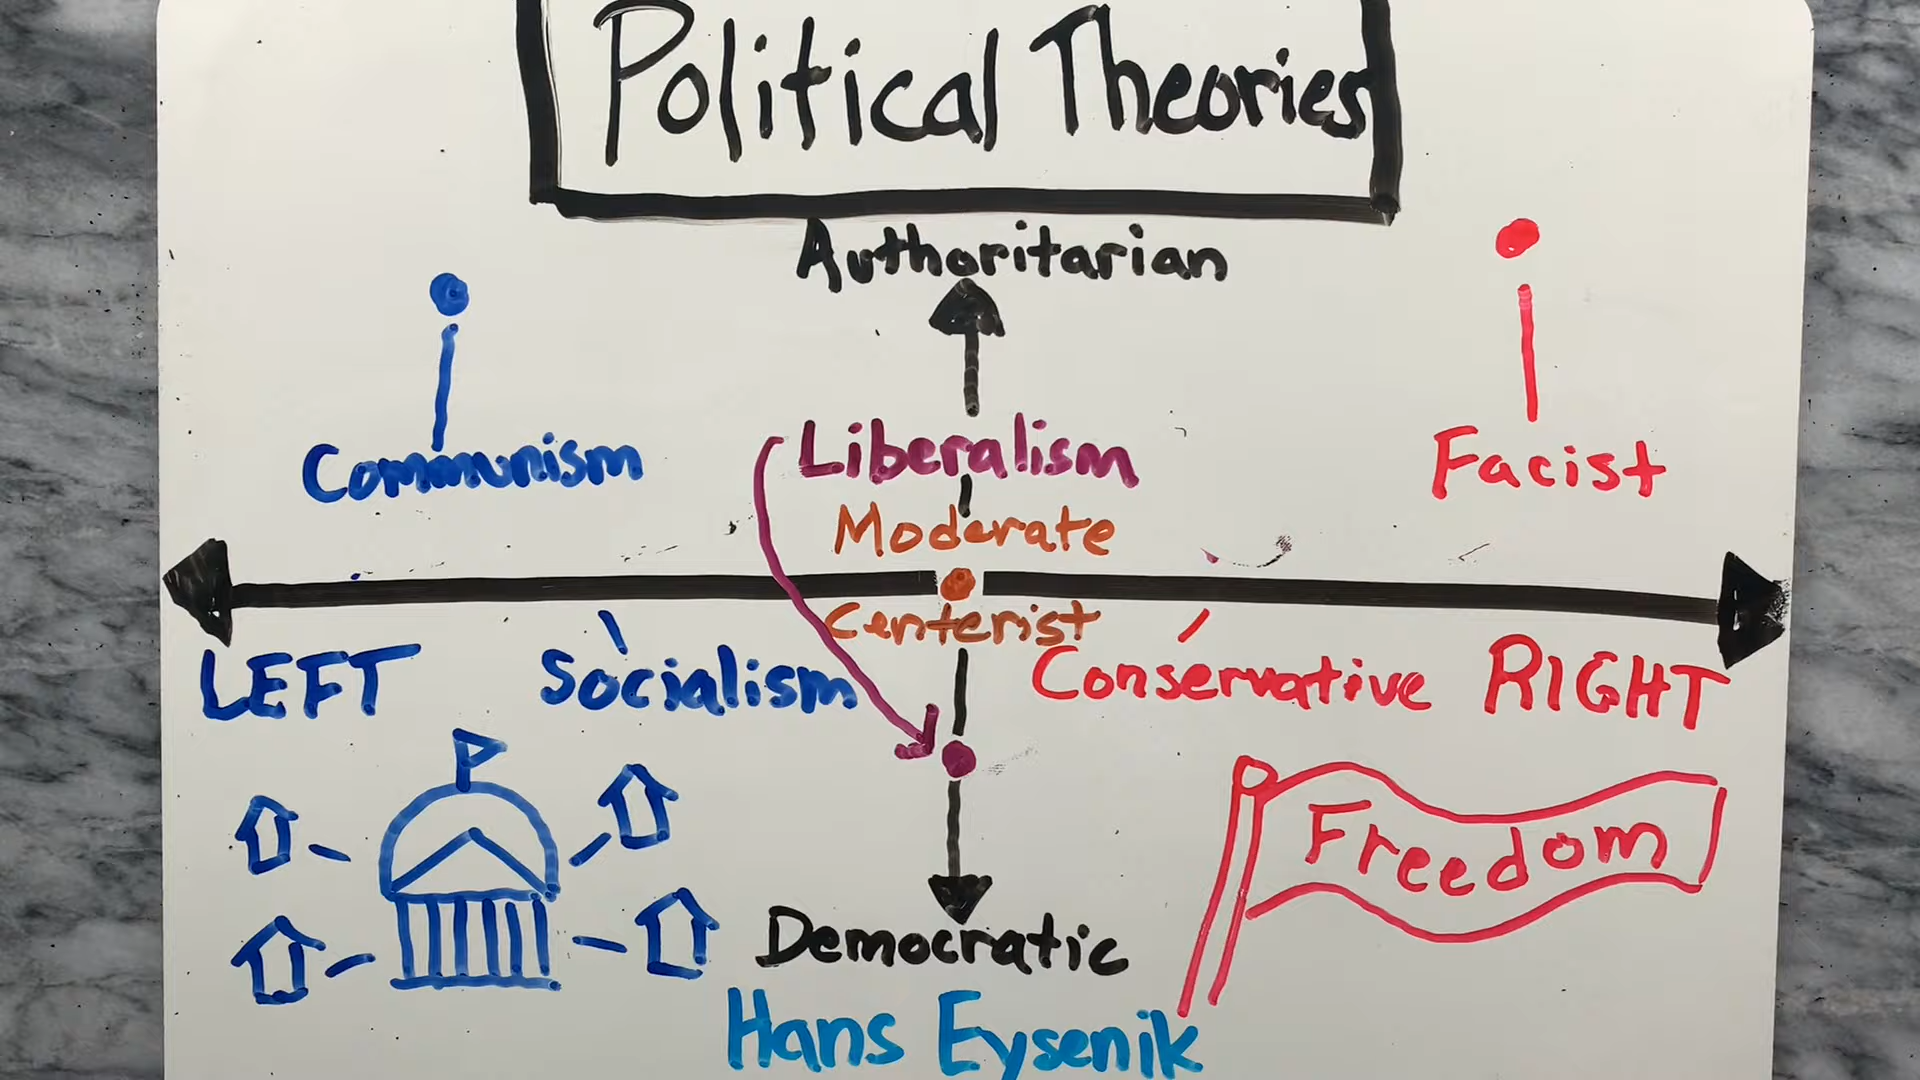 Political Theories
Authoritarian
Communism
Liberalism
Facist
Moderate
Centerist
LEFT
Socialism
Conservative
RIGHT
Freedom
Democratic
Hans Eysenik